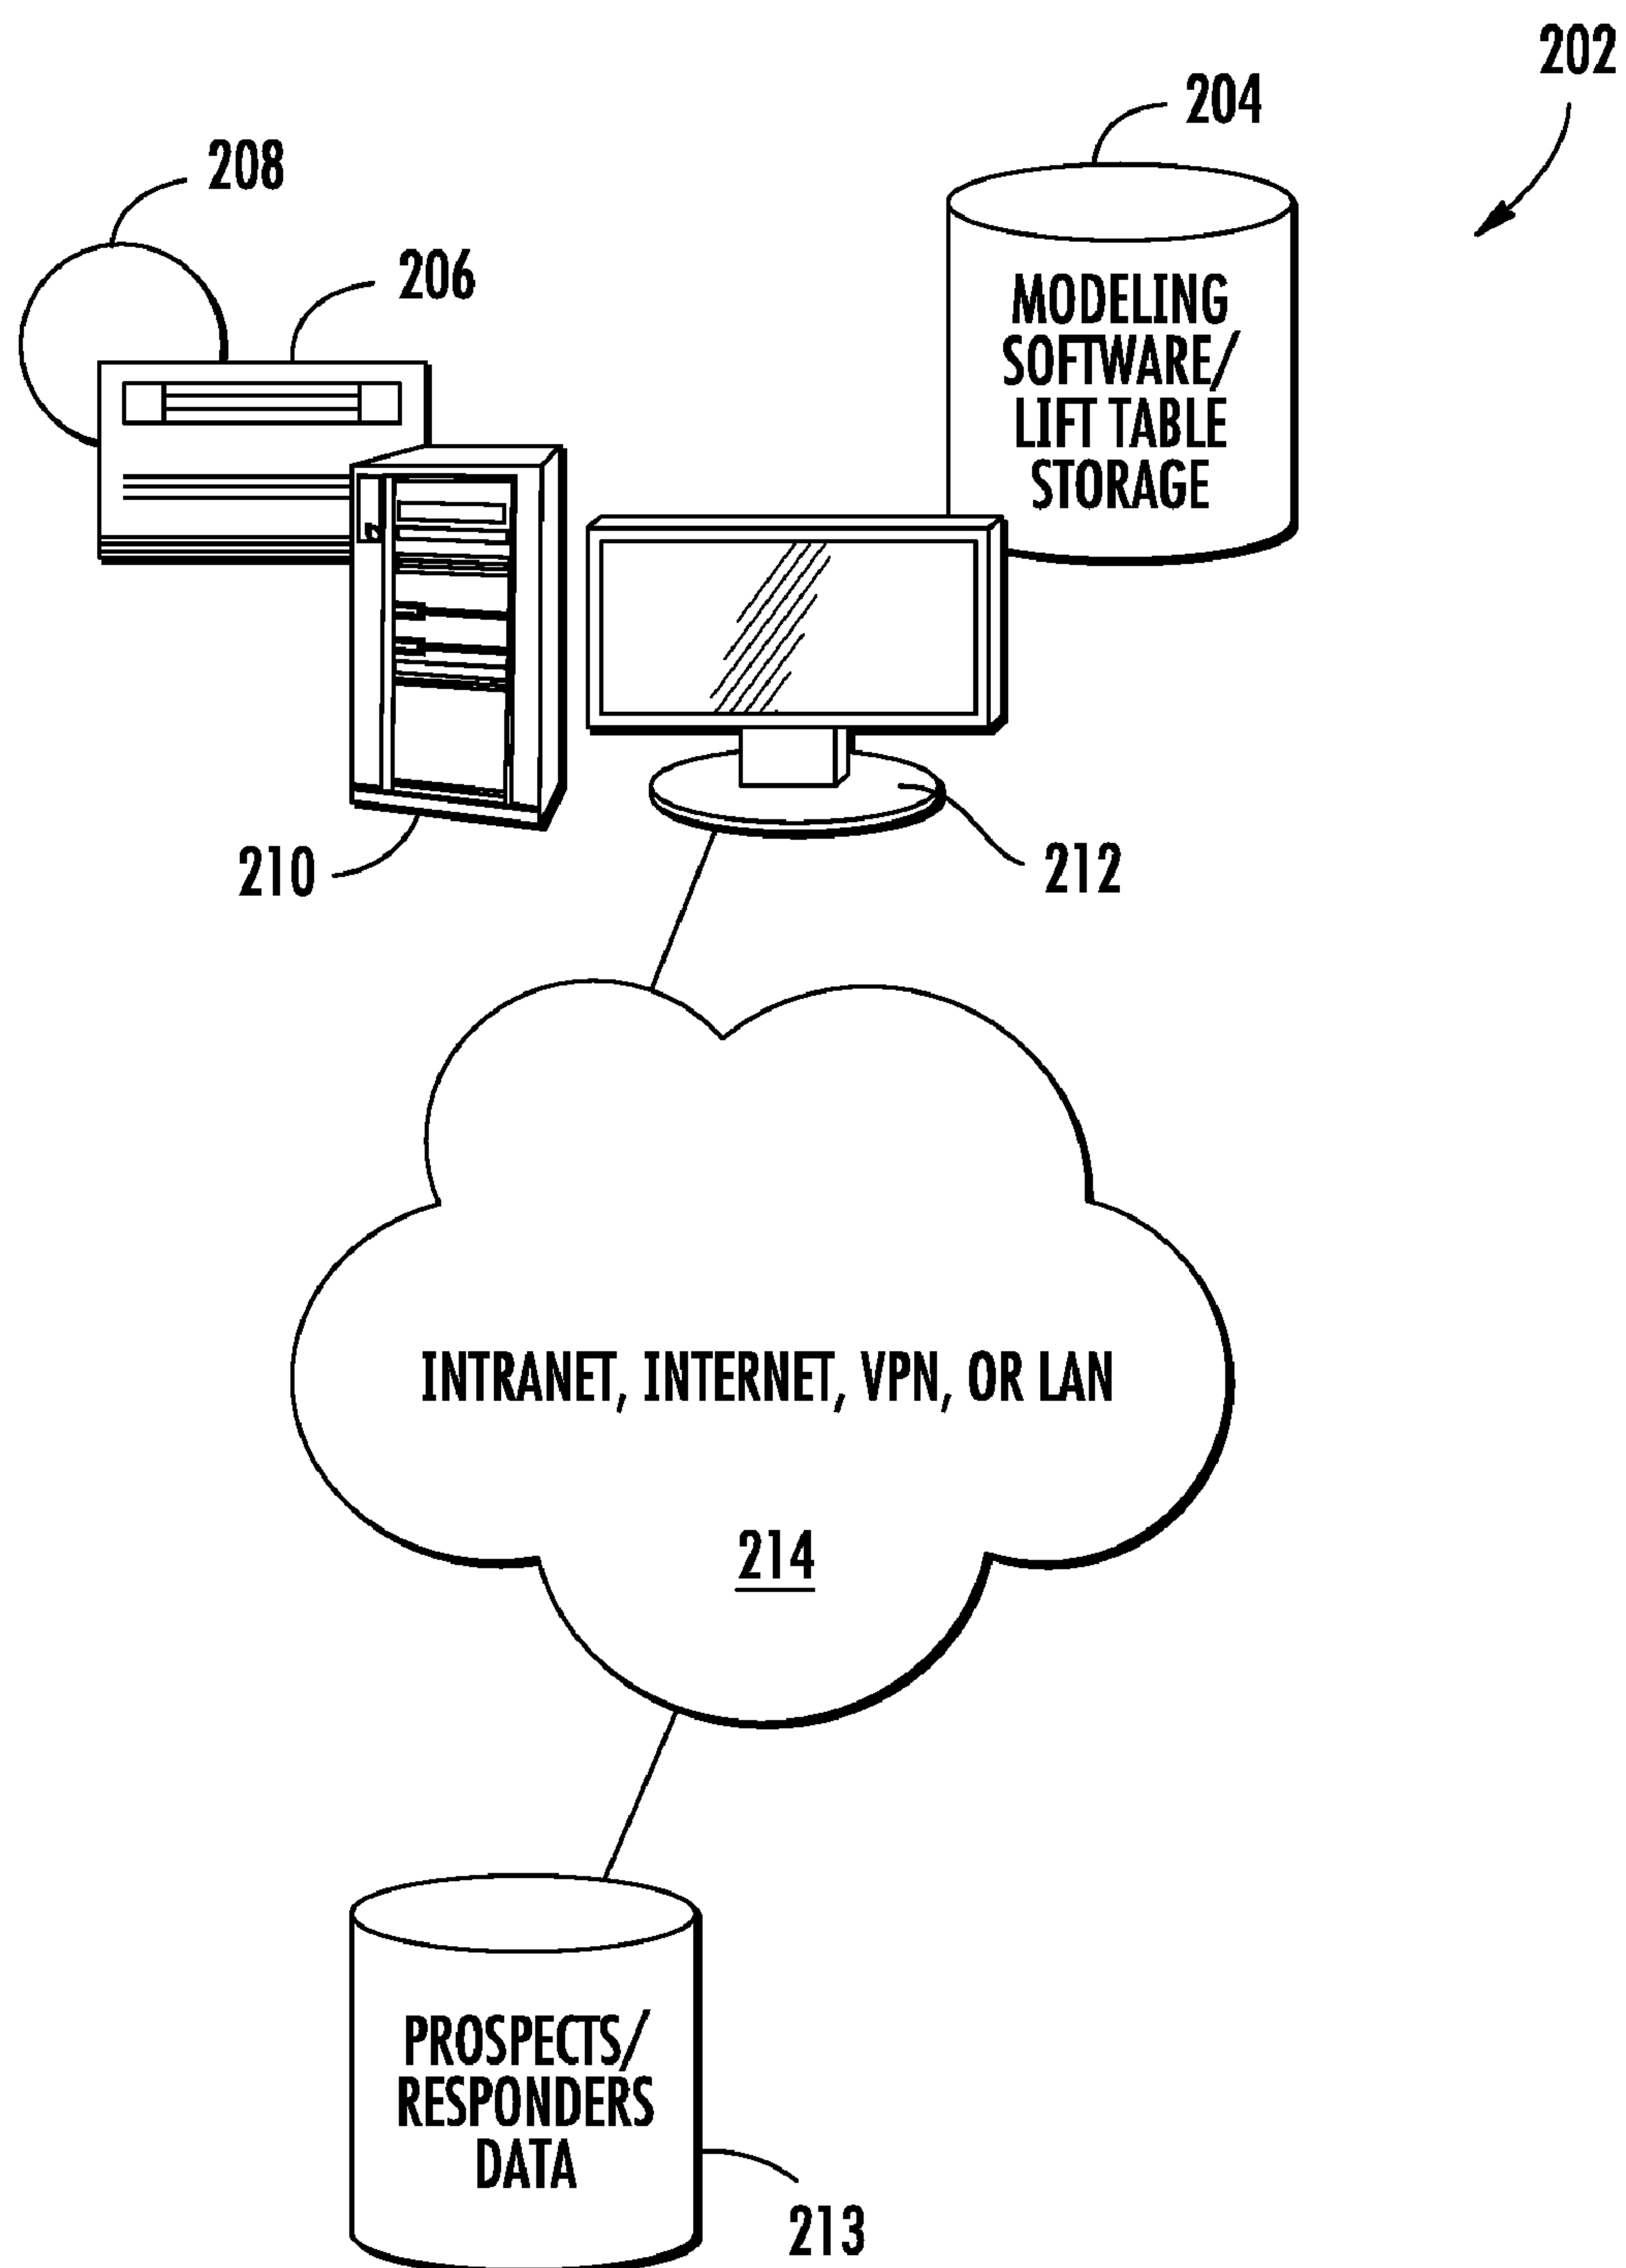 202
204
208
206
MODELING
SOFTWARE/
LIFT TABLE
STORAGE
210
212
INTRANET, INTERNET, VPN, OR LAN
214
PROSPECTS/
RESPONDERS
DATA
213